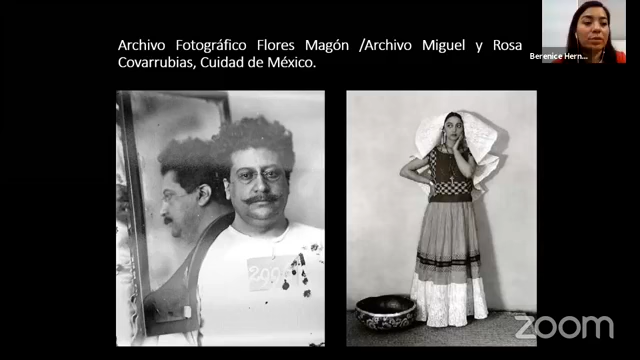 Archivo Fotográfico Flores Magón /Archivo Miguel y Rosa
Covarrubias, Cuidad de México.
Berenice Hern...
zoom